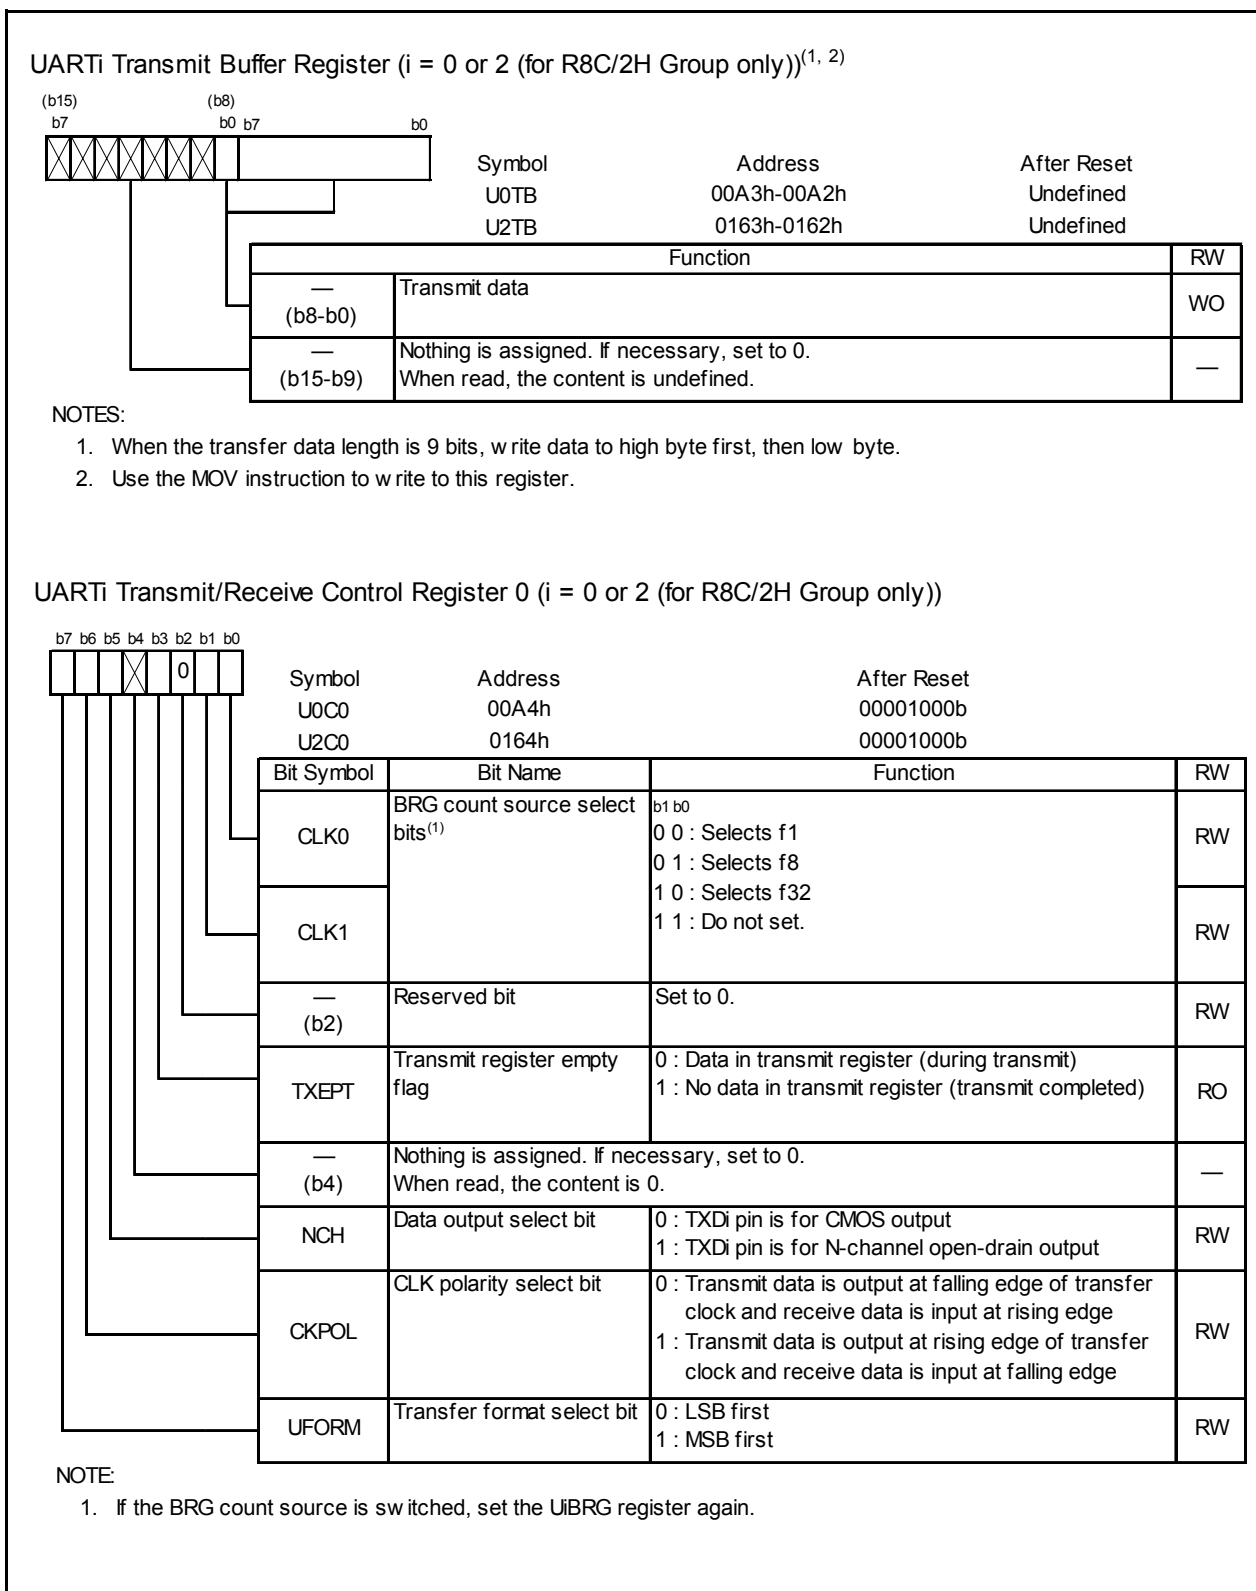 UARTi Transmit Buffer Register (i = 0 or 2 (for R8C/2H Group only))(1, 2)
(b15) (b8)
b7 b0 b7 b0
Symbol Address After Reset
U0TB 00A3h-00A2h Undefined
U2TB 0163h-0162h Undefined
Function RW
— (b8-b0) Transmit data WO
— (b15-b9) Nothing is assigned. If necessary, set to 0.
When read, the content is undefined. —
NOTES:
1. When the transfer data length is 9 bits, write data to high byte first, then low byte.
2. Use the MOV instruction to write to this register.
UARTi Transmit/Receive Control Register 0 (i = 0 or 2 (for R8C/2H Group only))
b7 b6 b5 b4 b3 b2 b1 b0
0
Symbol Address After Reset
U0C0 00A4h 00001000b
U2C0 0164h 00001000b
Bit Symbol Bit Name Function RW
CLK0 BRG count source select bits(1) b1 b0 RW
0 0 : Selects f1
0 1 : Selects f8
1 0 : Selects f32
CLK1 1 1 : Do not set. RW
— (b2) Reserved bit Set to 0. RW
TXEPT Transmit register empty flag 0 : Data in transmit register (during transmit)
1 : No data in transmit register (transmit completed) RO
— (b4) Nothing is assigned. If necessary, set to 0.
When read, the content is 0. —
NCH Data output select bit 0 : TXDi pin is for CMOS output
1 : TXDi pin is for N-channel open-drain output RW
CKPOL CLK polarity select bit 0 : Transmit data is output at falling edge of transfer
clock and receive data is input at rising edge
1 : Transmit data is output at rising edge of transfer
clock and receive data is input at falling edge RW
UFORM Transfer format select bit 0 : LSB first
1 : MSB first RW
NOTE:
1. If the BRG count source is switched, set the UiBRG register again.